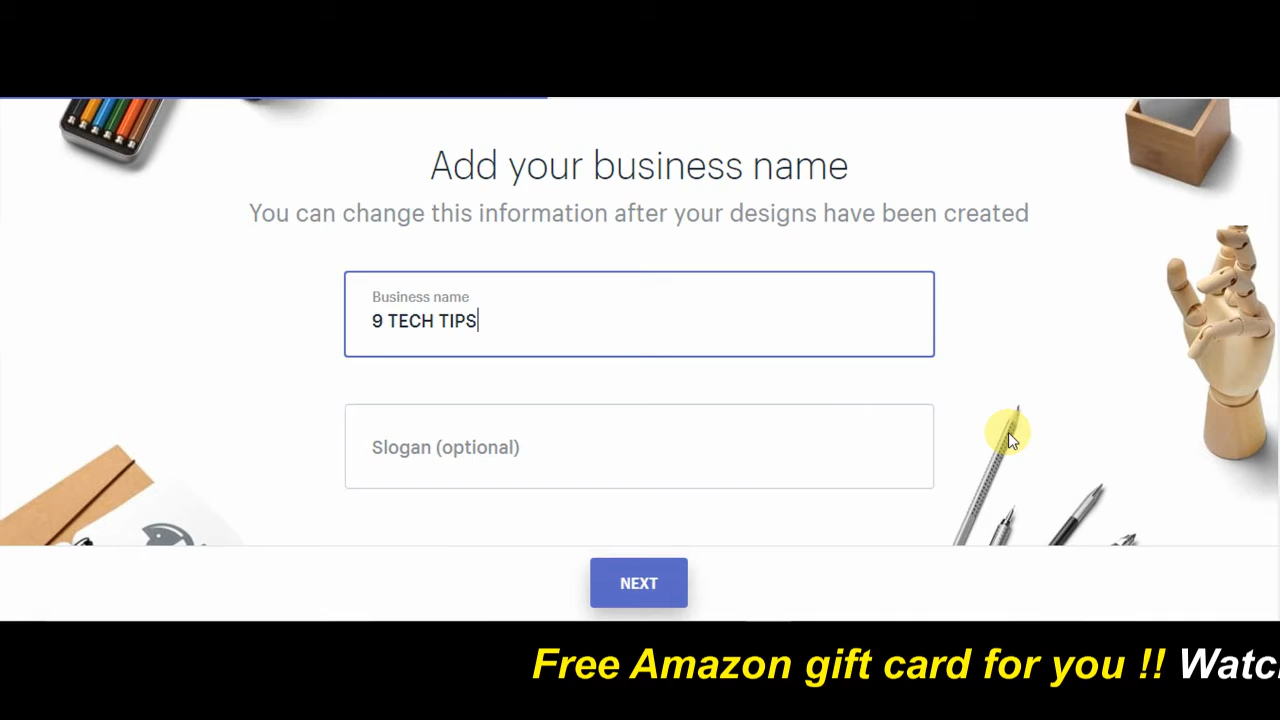 Add your business name
You can change this information after your designs have been created
Business name
9 TECH TIPS
Slogan (optional)
NEXT
Free Amazon gift card for you !!